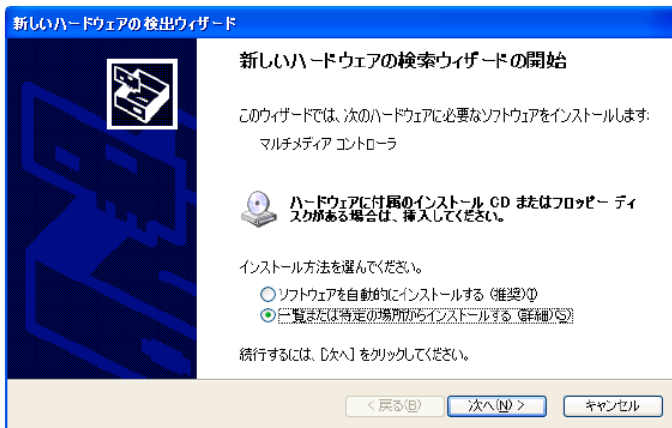 新しいハードウェアの検出ウィザード
新しいハードウェアの検索ウィザードの開始
このウィザードでは、次のハードウェアに必要なソフトウェアをインストールします:
マルチメディア コントローラ
ハードウェアに付属のインストール CD またはフロッピー ディ
スクがある場合は、挿入してください。
インストール方法を選んでください。
ソフトウェアを自動的にインストールする (推奨)(I)
一覧または特定の場所からインストールする (詳細)(S)
続行するには、[次へ] をクリックしてください。
< 戻る(B) 次へ(N) > キャンセル